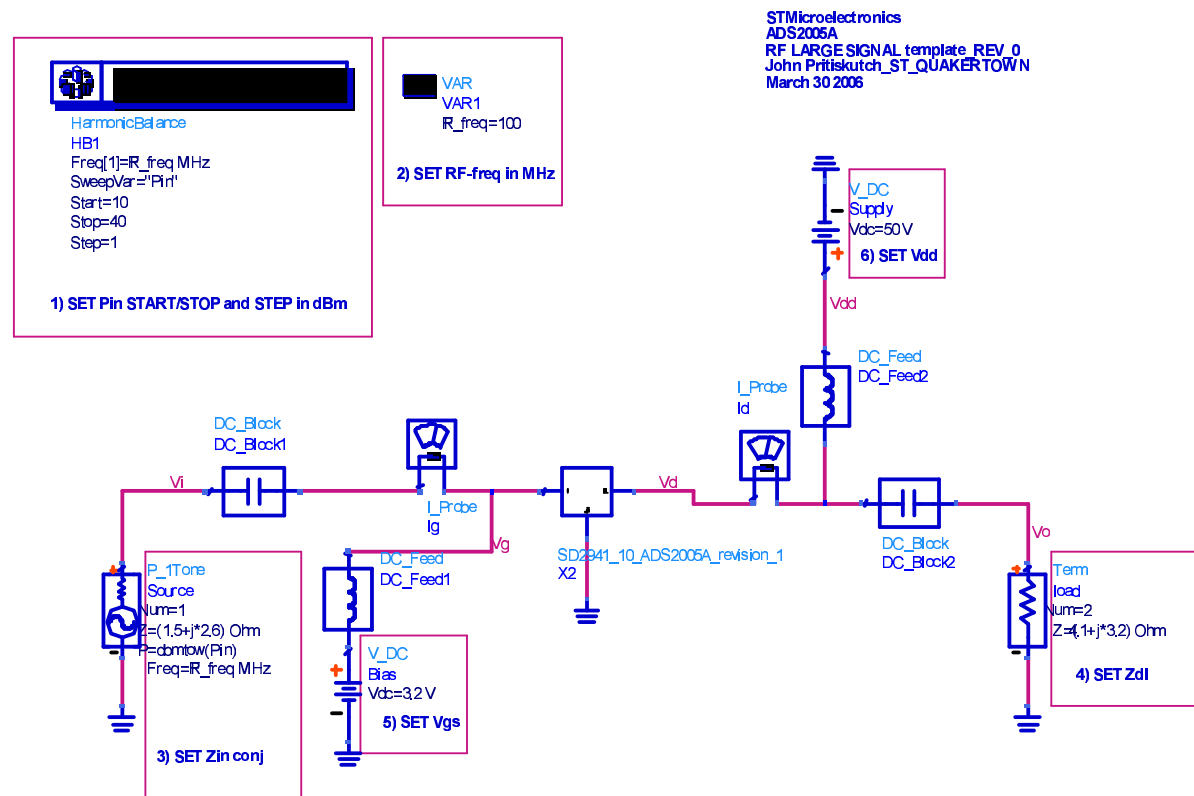 STMicroelectronics
ADS2005A
RF LARGE SIGNAL template_REV_0
John Pritiskutch_ST_QUAKERTOWN
March 30 2006
HarmonicBalance
HB1
Freq[1]=RF_freq MHz
SweepVar="Pin"
Start=10
Stop=40
Step=1
1) SET Pin START/STOP and STEP in dBm
VAR
VAR1
RF_freq=100
2) SET RF-freq in MHz
V_DC
Supply
Vdc=50 V
6) SET Vdd
Vdd
DC_Feed
DC_Feed2
I_Probe
Id
DC_Block
DC_Block1
Vi
I_Probe
Ig
Vg
Vd
SD2941_10_ADS2005A_revision_1
X2
DC_Block
DC_Block2
Vo
P_1Tone
Source
Num=1
Z=(1.5+j*2.6) Ohm
P=dbmtow(Pin)
Freq=RF_freq MHz
3) SET Zin conj
DC_Feed
DC_Feed1
V_DC
Bias
Vdc=3.2 V
5) SET Vgs
Term
load
Num=2
Z=4.1+j*3.2) Ohm
4) SET Zdl